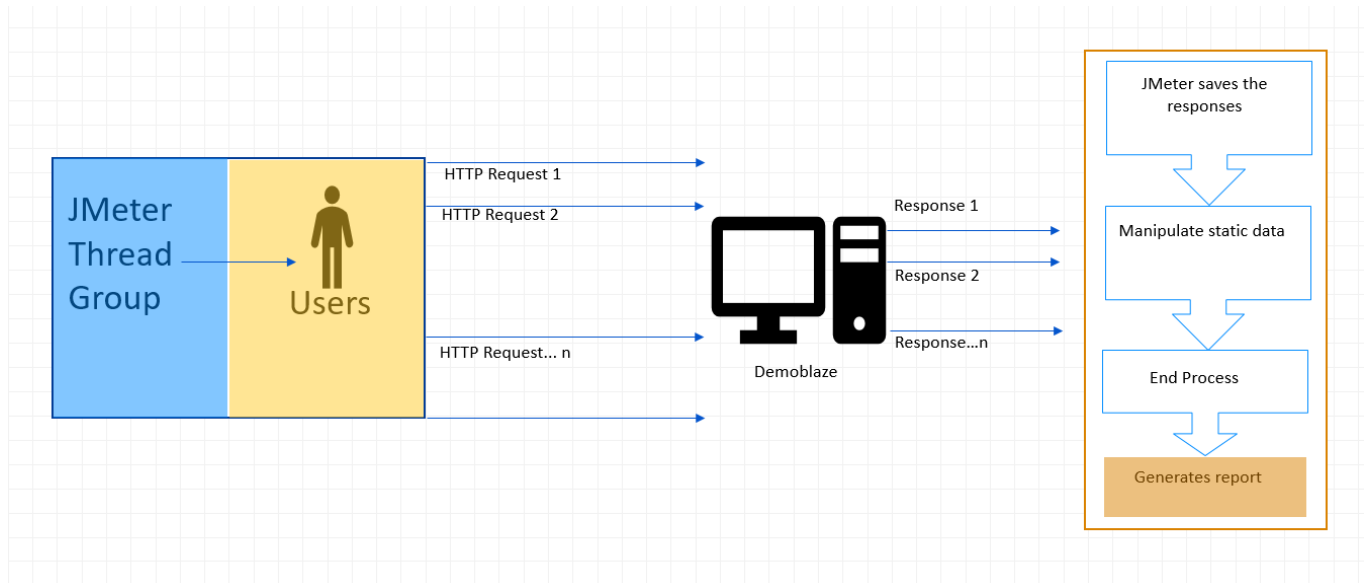 JMeter
Thread
Group
Users
HTTP Request 1
HTTP Request 2
HTTP Request... n
Demoblaze
Response 1
Response 2
Response...n
JMeter saves the
responses
Manipulate static data
End Process
Generates report